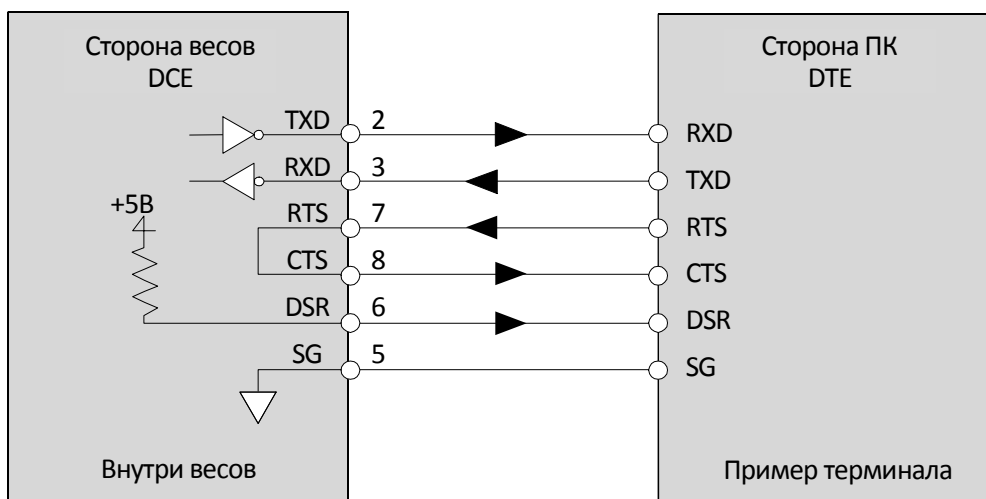 Сторона весов
DCE
Сторона ПК
DTE
TXD 2 RXD
RXD 3 TXD
+5В
RTS 7 RTS
CTS 8 CTS
DSR 6 DSR
SG 5 SG
Внутри весов
Пример терминала